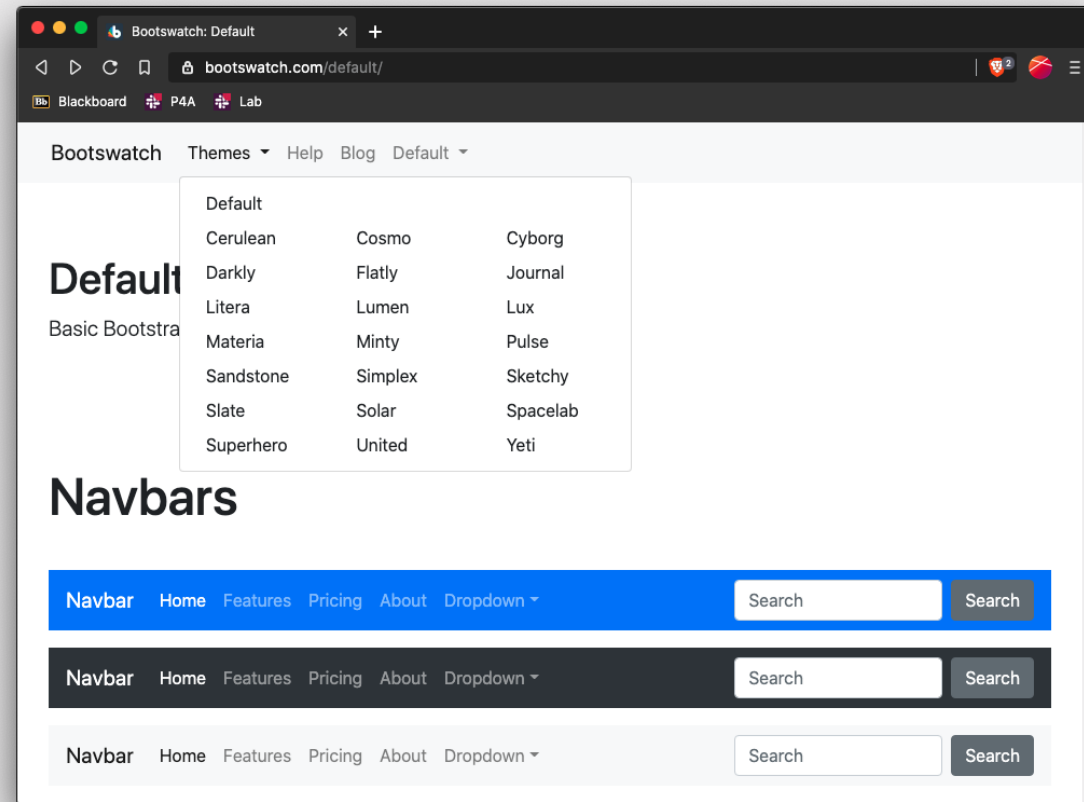 Bootswatch: Default
bootswatch.com/default/
2
Bb Blackboard P4A Lab
Bootswatch Themes Help Blog Default
Default
Cerulean Cosmo Cyborg
Darkly Flatly Journal
Litera Lumen Lux
Materia Minty Pulse
Sandstone Simplex Sketchy
Slate Solar Spacelab
Superhero United Yeti
Default
Basic Bootstra
Navbars
Navbar Home Features Pricing About Dropdown Search Search
Navbar Home Features Pricing About Dropdown Search Search
Navbar Home Features Pricing About Dropdown Search Search